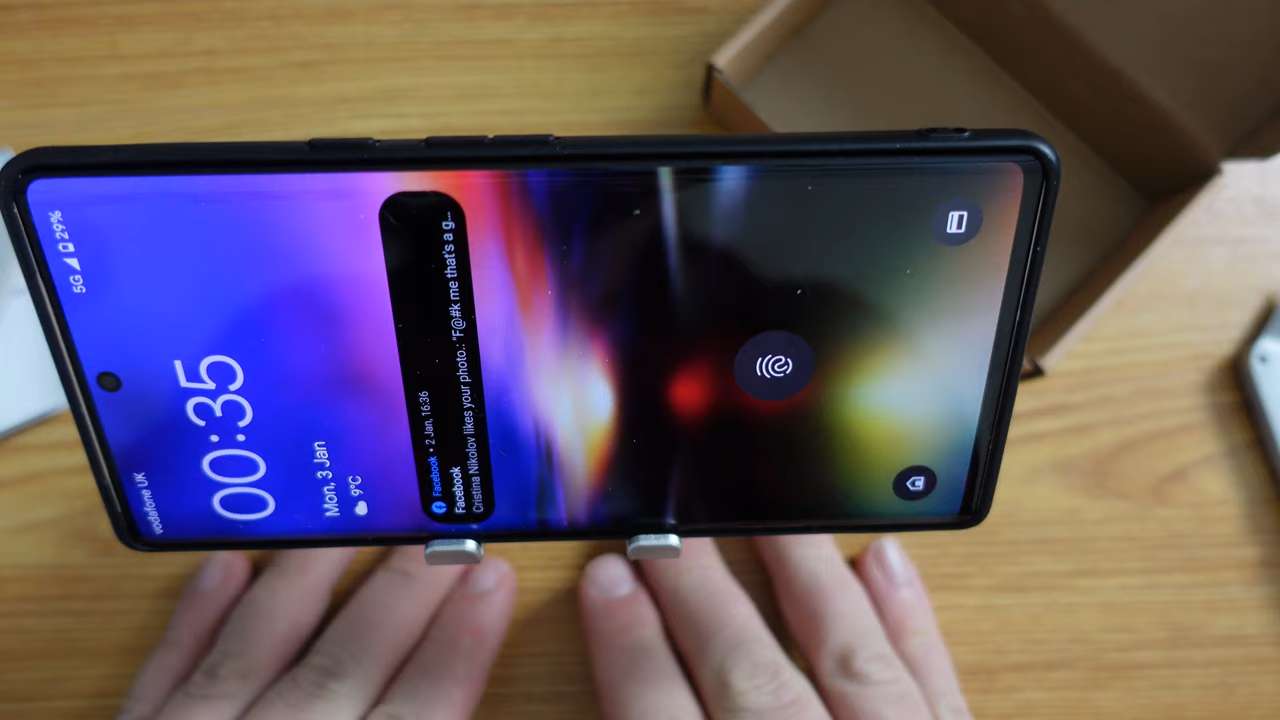 vodafone UK
5G 29%
00:35
Mon, 3 Jan
9°C
Facebook • 2 Jan, 16:36
Facebook
Cristina Nikolov likes your photo.: "F@#k me that's a g...